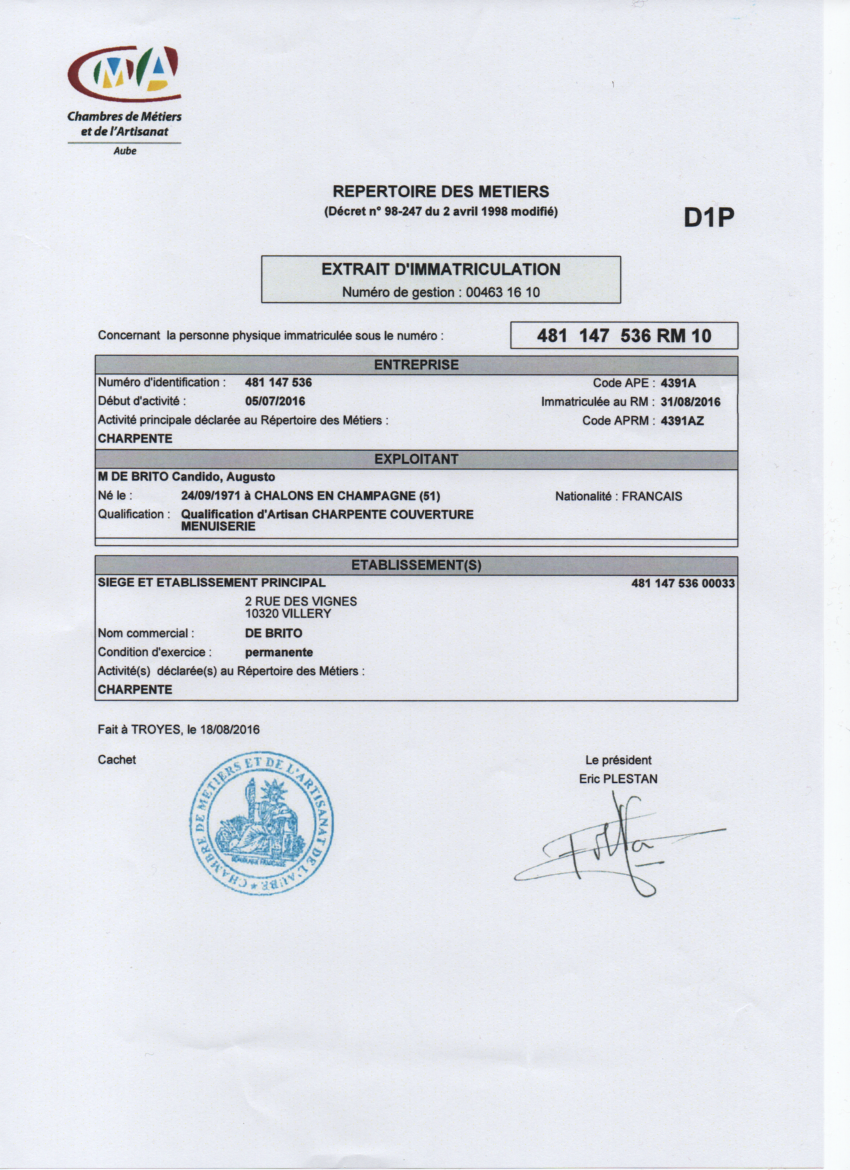 CMA
Chambres de Métiers
et de l'Artisanat
Aube
REPERTOIRE DES METIERS
(Décret n° 98-247 du 2 avril 1998 modifié)
D1P
EXTRAIT D'IMMATRICULATION
Numéro de gestion : 00463 16 10
Concernant la personne physique immatriculée sous le numéro : 481 147 536 RM 10
ENTREPRISE
Numéro d'identification : 481 147 536 Code APE : 4391A
Début d'activité : 05/07/2016 Immatriculée au RM : 31/08/2016
Activité principale déclarée au Répertoire des Métiers : Code APRM : 4391AZ
CHARPENTE
EXPLOITANT
M DE BRITO Candido, Augusto
Né le : 24/09/1971 à CHALONS EN CHAMPAGNE (51) Nationalité : FRANCAIS
Qualification : Qualification d'Artisan CHARPENTE COUVERTURE
MENUISERIE
ETABLISSEMENT(S)
SIEGE ET ETABLISSEMENT PRINCIPAL 481 147 536 00033
2 RUE DES VIGNES
10320 VILLERY
Nom commercial : DE BRITO
Condition d'exercice : permanente
Activité(s) déclarée(s) au Répertoire des Métiers :
CHARPENTE
Fait à TROYES, le 18/08/2016
Cachet
Le président
Eric PLESTAN
CHAMBRE DE METIERS ET DE L'ARTISANAT DE L'AUBE